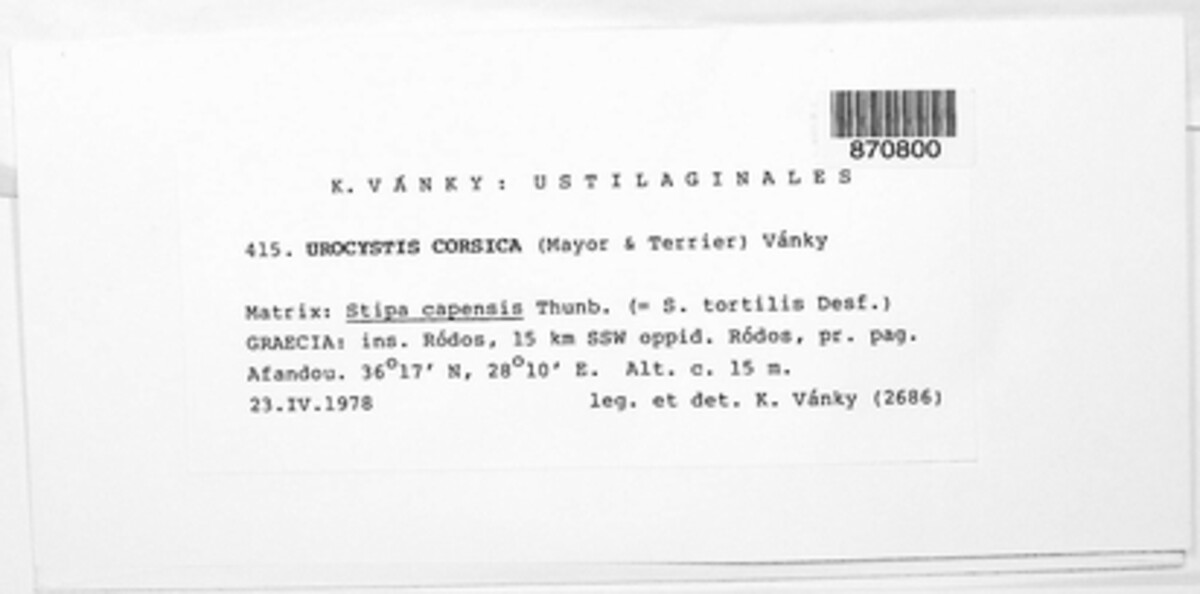 870800
K. VÁNKY: USTILAGINALES
415. UROCYSTIS CORSICA (Mayor & Terrier) Vánky
Matrix: Stipa capensis Thunb. (= S. tortilis Desf.)
GRAECIA: ins. Ródos, 15 km SSW oppid. Ródos, pr. pag.
Afandou. 36°17' N, 28°10' E. Alt. c. 15 m.
23.IV.1978 leg. et det. K. Vánky (2686)